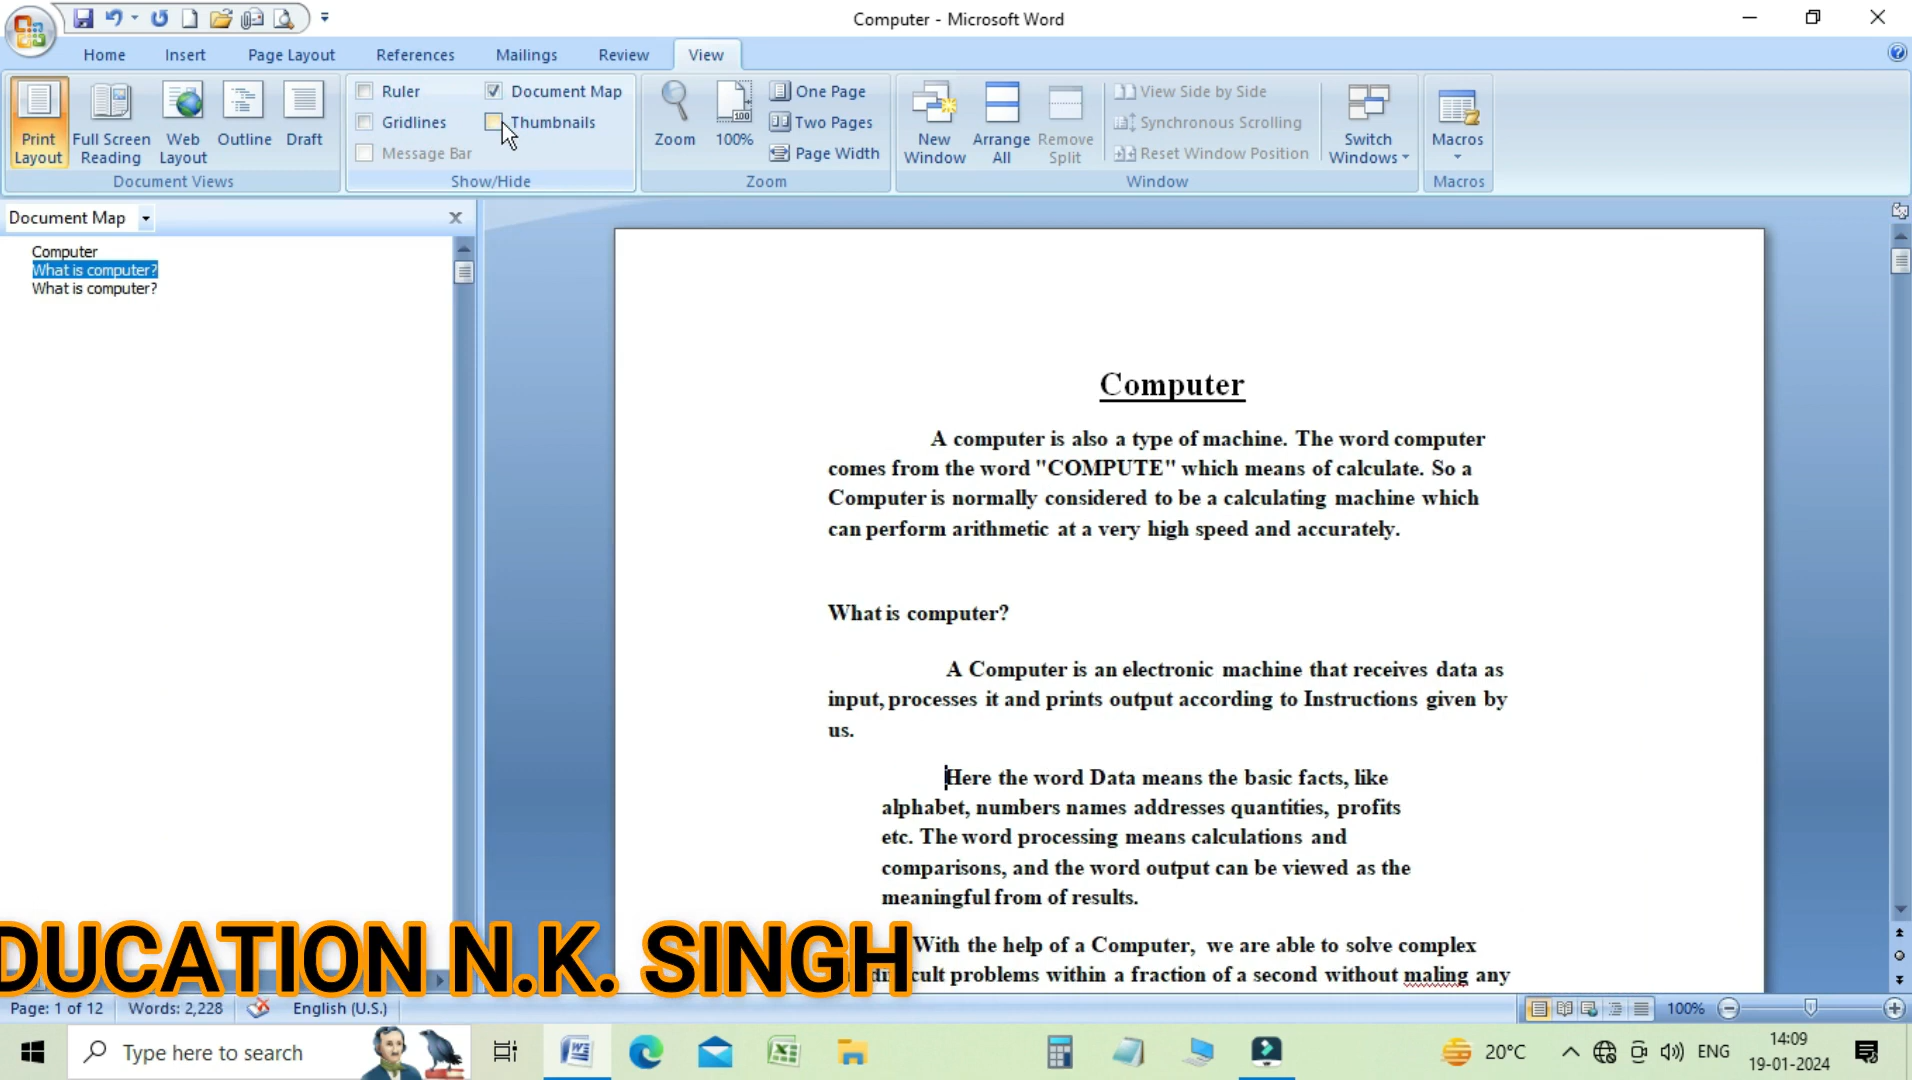 Computer - Microsoft Word
Home Insert Page Layout References Mailings Review View
Ruler Document Map One Page View Side by Side
Gridlines Thumbnails Two Pages Synchronous Scrolling
Message Bar Page Width Reset Window Position
Print Layout Full Screen Reading Web Layout Outline Draft Zoom 100% New Window Arrange All Remove Split Switch Windows Macros
Document Views Show/Hide Zoom Window Macros
Document Map
Computer
What is computer?
What is computer?
Computer
A computer is also a type of machine. The word computer
comes from the word "COMPUTE" which means of calculate. So a
Computer is normally considered to be a calculating machine which
can perform arithmetic at a very high speed and accurately.
What is computer?
A Computer is an electronic machine that receives data as
input, processes it and prints output according to Instructions given by
us.
Here the word Data means the basic facts, like
alphabet, numbers names addresses quantities, profits
etc. The word processing means calculations and
comparisons, and the word output can be viewed as the
meaningful from of results.
With the help of a Computer, we are able to solve complex
cult problems within a fraction of a second without maling any
DUCATION N.K. SINGH
Page: 1 of 12 Words: 2,228 English (U.S.) 100%
Type here to search 20°C ENG 14:09
19-01-2024